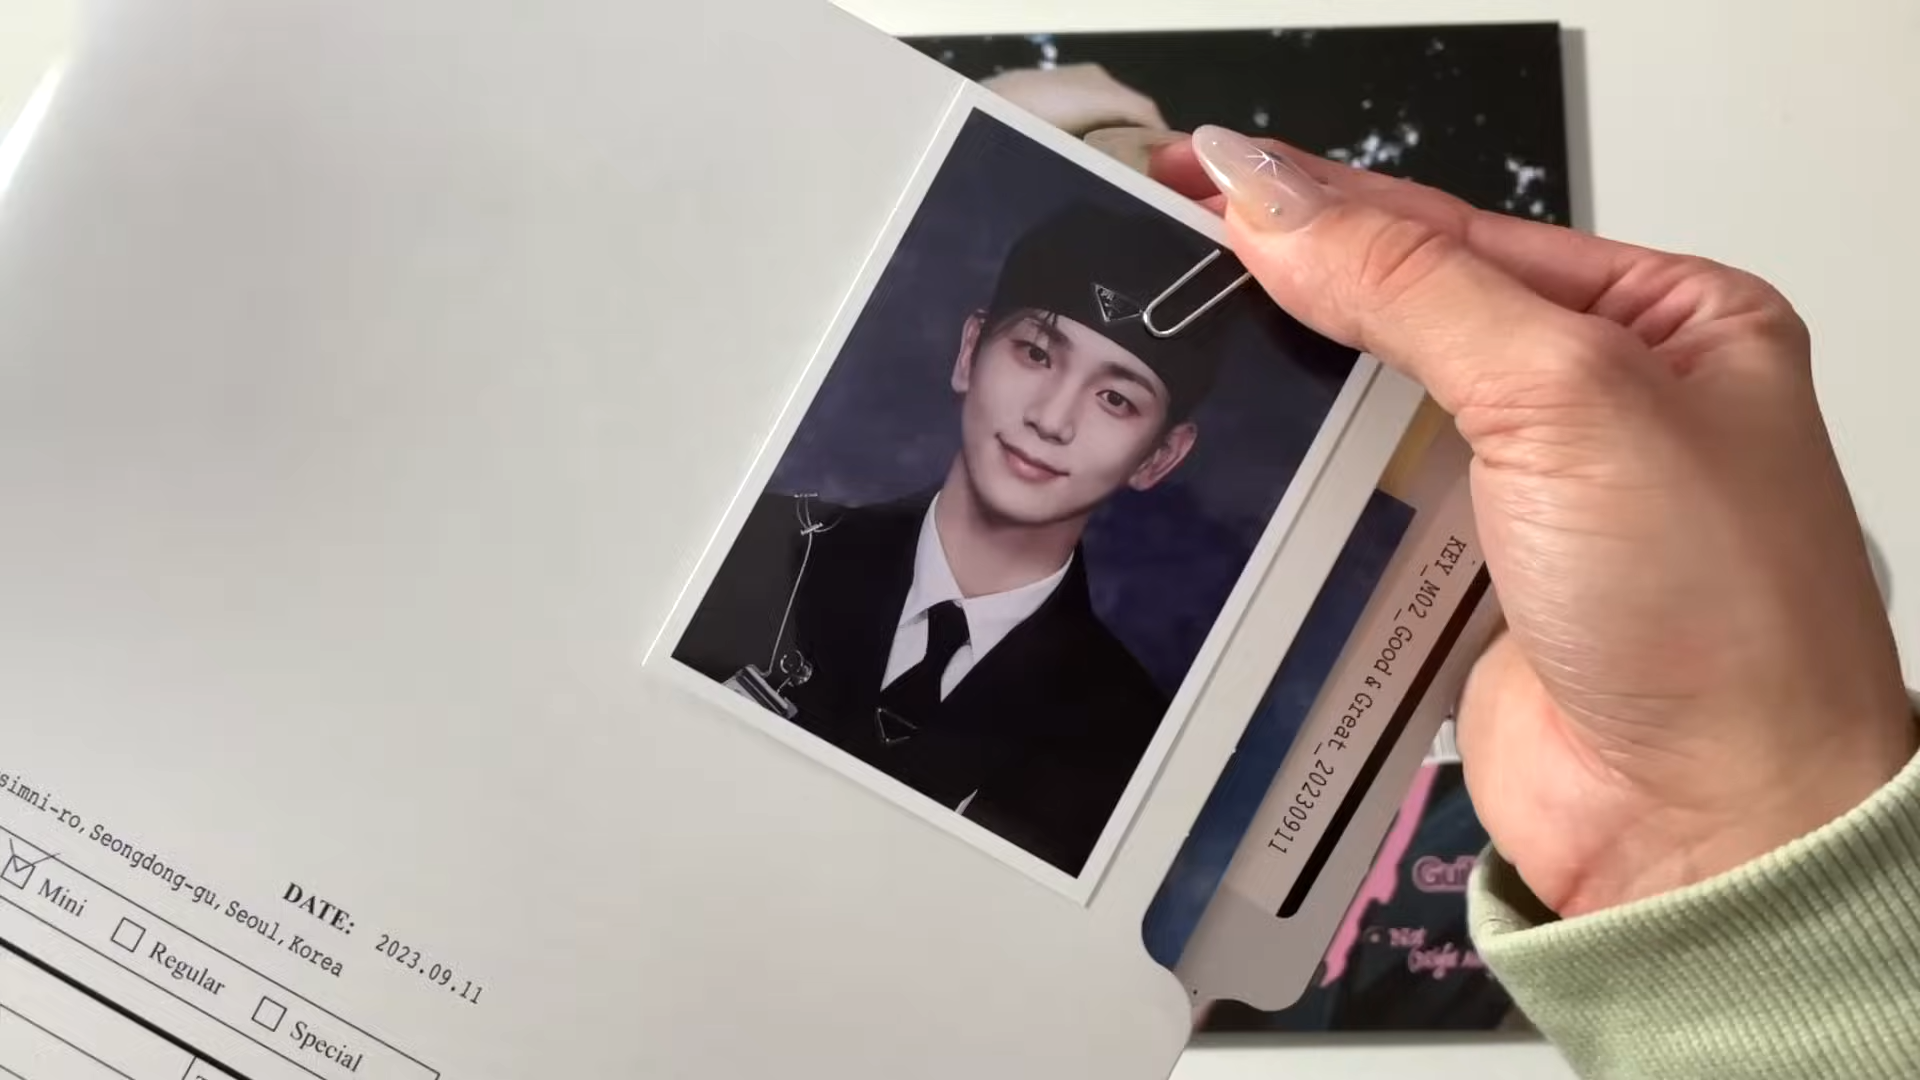 simni-ro, Seongdong-gu, Seoul, Korea
DATE: 2023.09.11
Mini
Regular
Special
KEY_M02_Good & Great_20230911